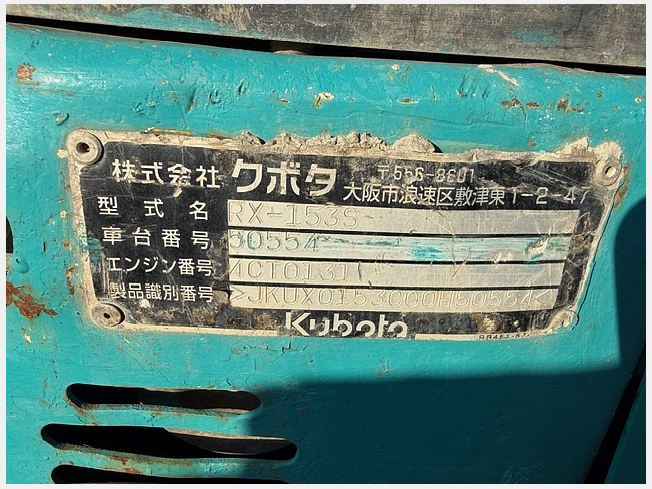 株式会社 クボタ 〒556-8601
大阪市浪速区敷津東1-2-47
型式名 RX-153S
車台番号 50554
エンジン番号 4CT0131
製品識別番号 >JKUX0153C00H50554<
Kubota